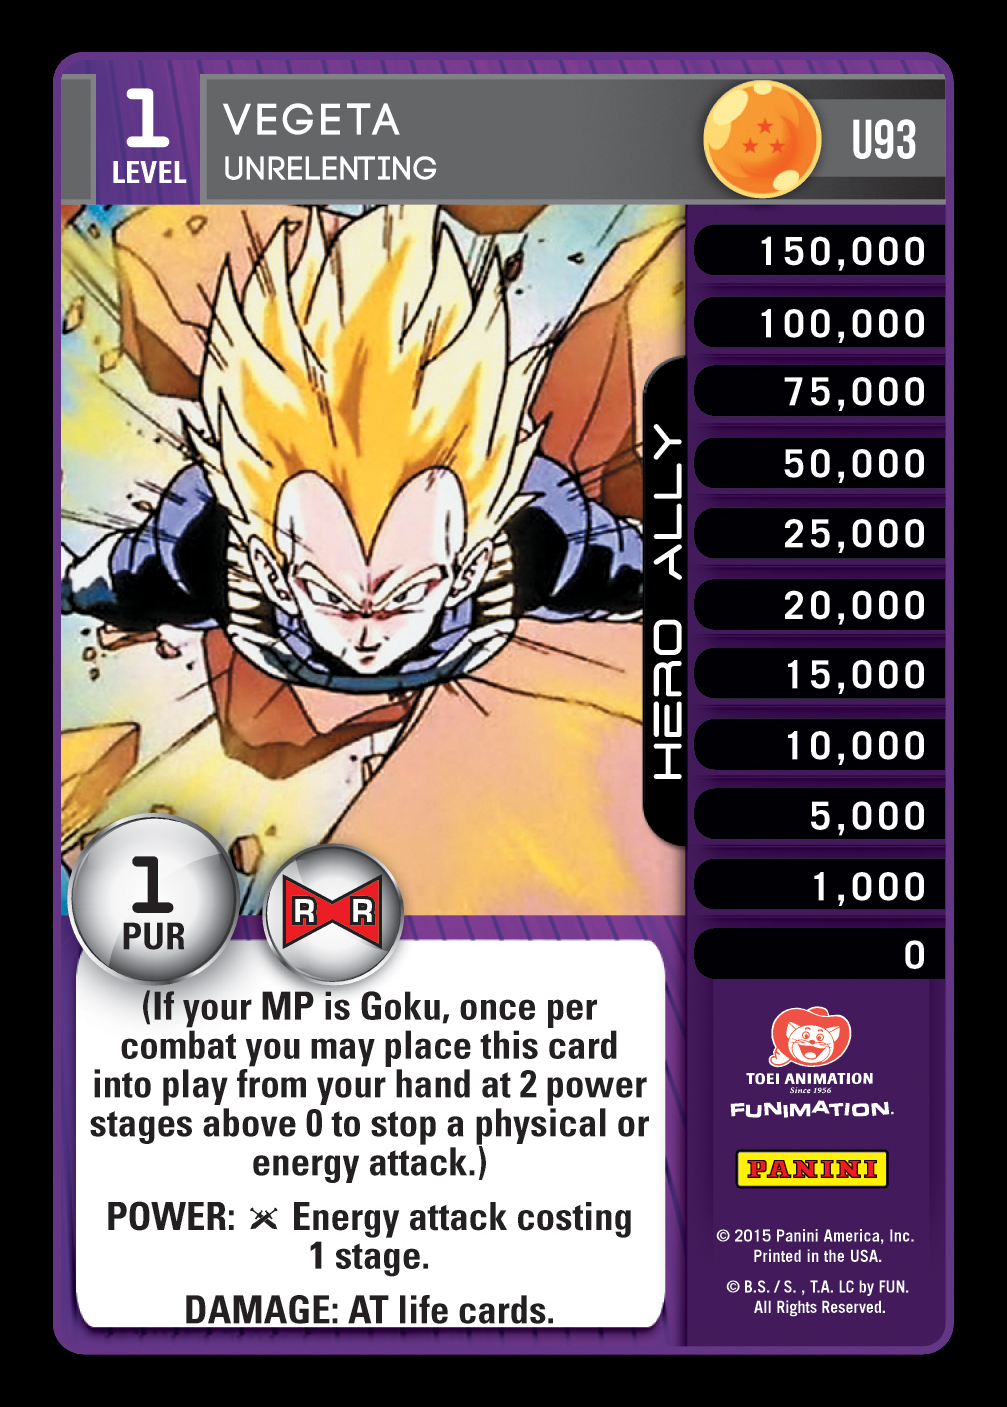 1
LEVEL
VEGETA
UNRELENTING
U93
150,000
100,000
75,000
50,000
25,000
20,000
15,000
10,000
5,000
1,000
0
HERO ALLY
1
PUR
R R
(If your MP is Goku, once per
combat you may place this card
into play from your hand at 2 power
stages above 0 to stop a physical or
energy attack.)
POWER: Energy attack costing
1 stage.
DAMAGE: AT life cards.
TOEI ANIMATION
Since 1956
FUNIMATION.
PANINI
© 2015 Panini America, Inc.
Printed in the USA.
© B.S. / S. , T.A. LC by FUN.
All Rights Reserved.